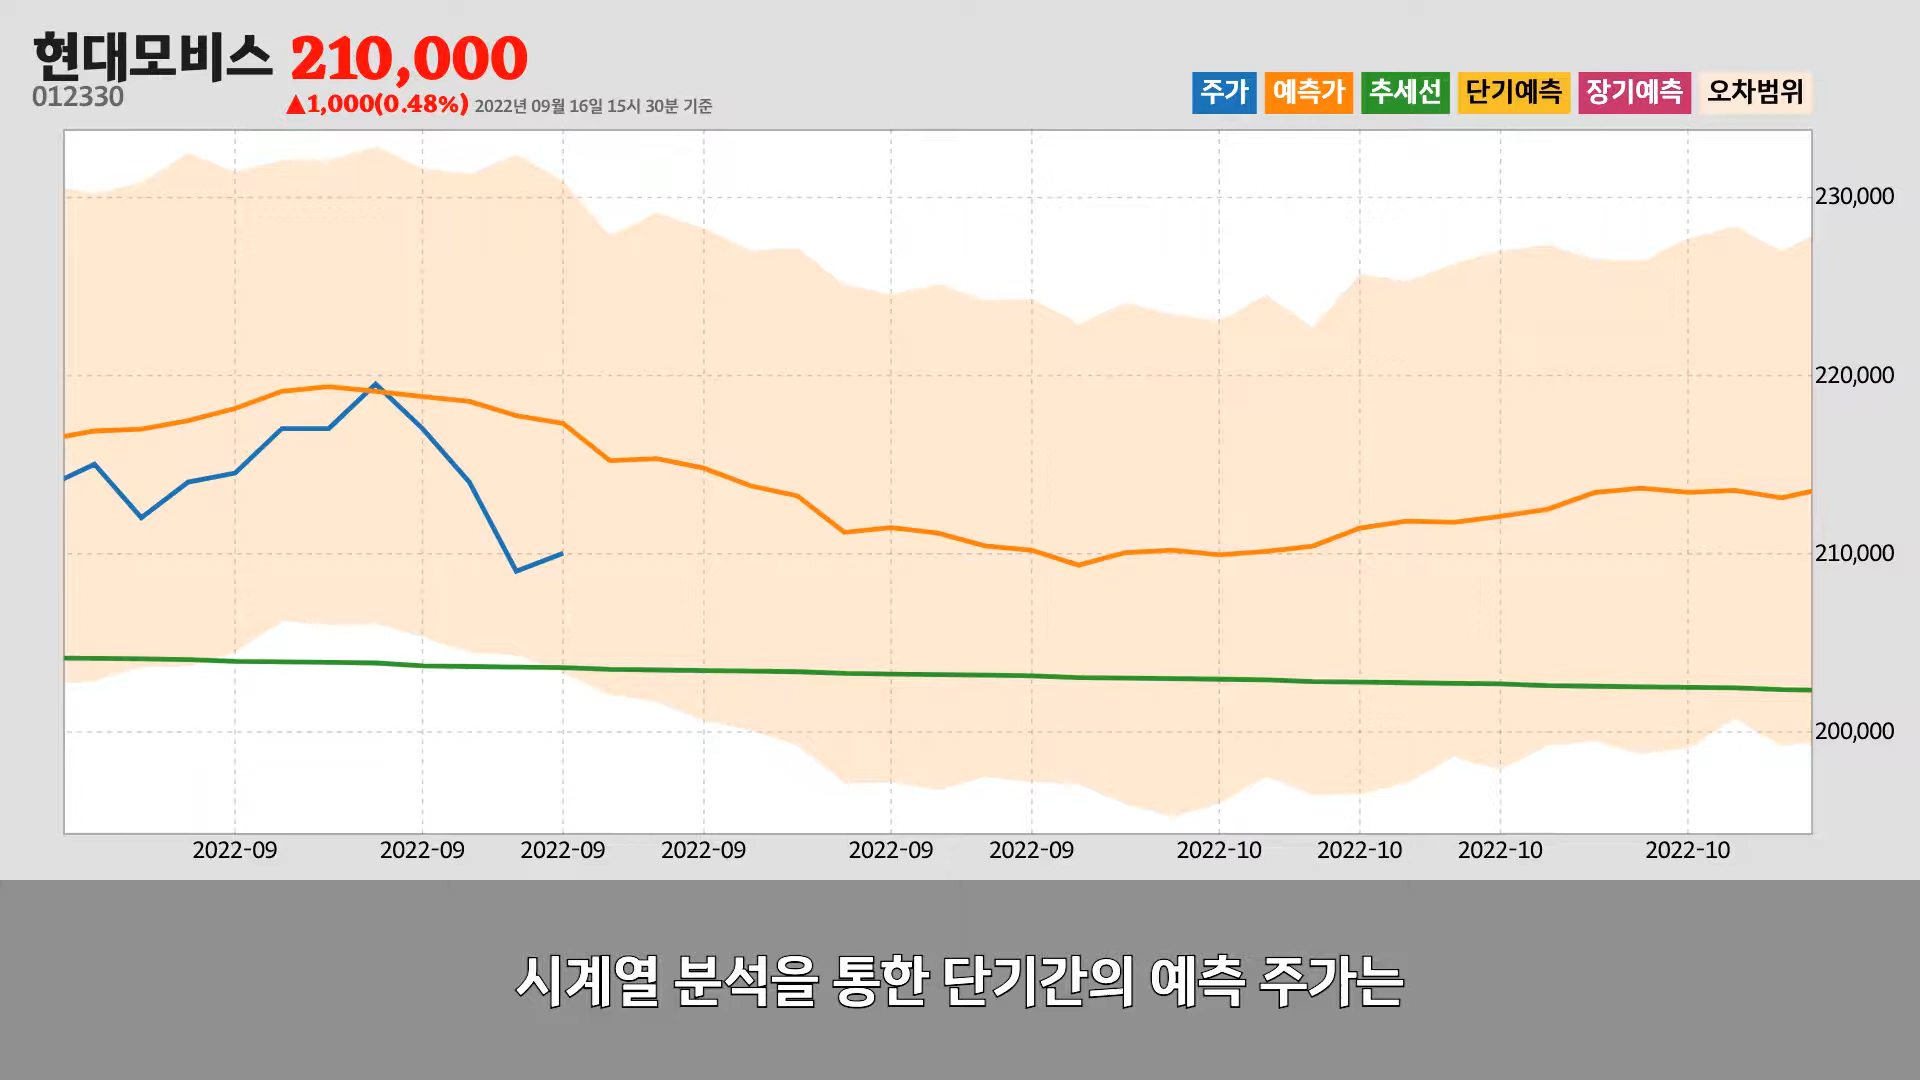 현대모비스 210,000
012330
▲1,000(0.48%) 2022년 09월 16일 15시 30분 기준
주가 예측가 추세선 단기예측 장기예측 오차범위
230,000
220,000
210,000
200,000
2022-09 2022-09 2022-09 2022-09 2022-09 2022-09 2022-10 2022-10 2022-10 2022-10
시계열 분석을 통한 단기간의 예측 주가는